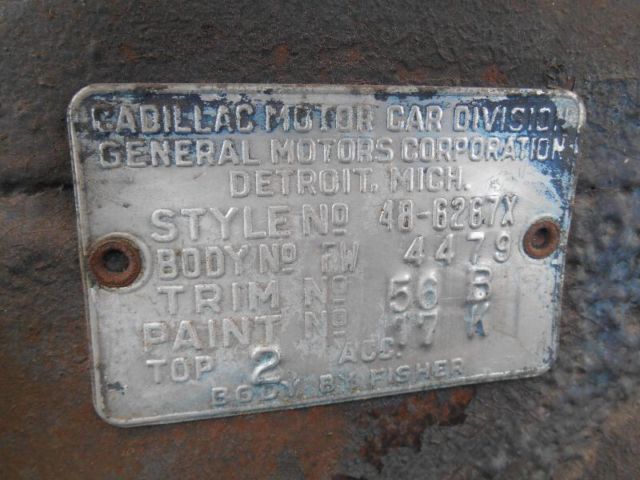 CADILLAC MOTOR CAR DIVISION
GENERAL MOTORS CORPORATION
DETROIT, MICH.
STYLE Nº 48-6267X
BODY Nº FW 4479
TRIM Nº 56 B
PAINT Nº 17 K
TOP 2 ACC.
BODY BY FISHER